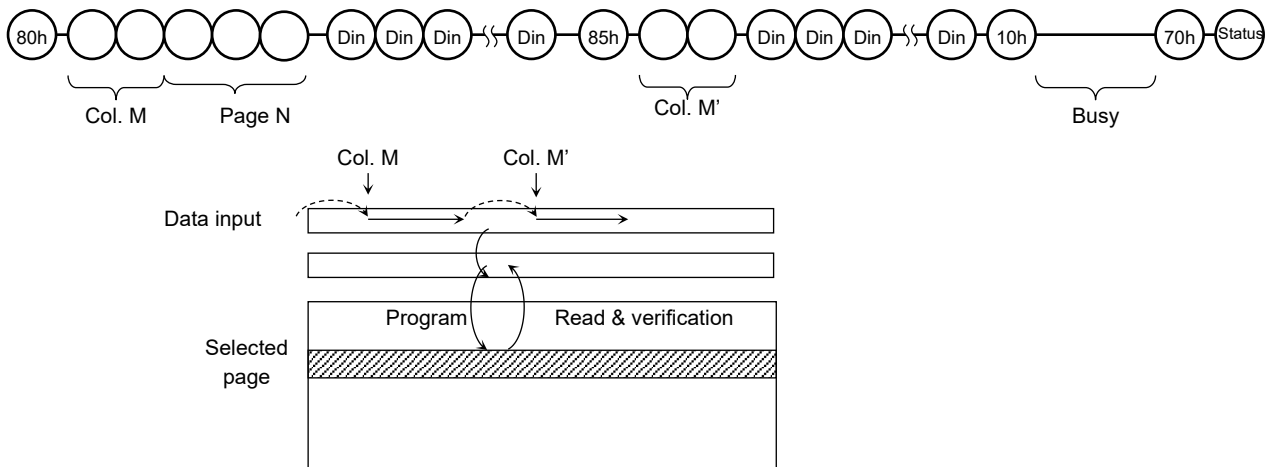 80h Din Din Din Din 85h Din Din Din Din 10h 70h Status
Col. M Page N Col. M’ Busy
Col. M Col. M’
Data input
Program Read & verification
Selected
page